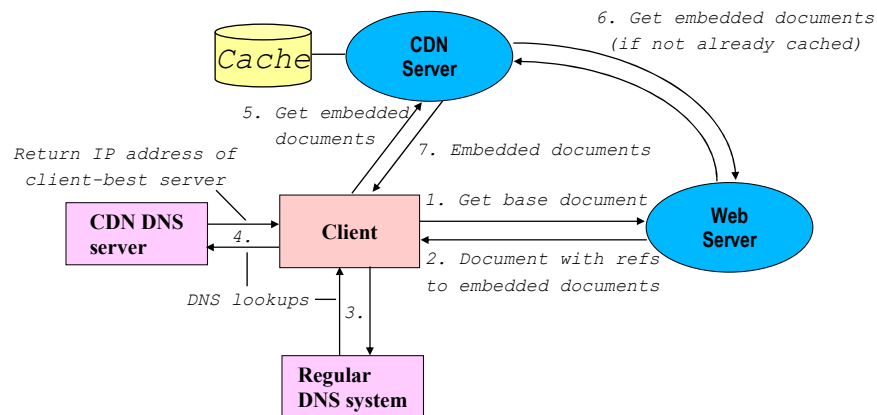 6. Get embedded documents
(if not already cached)
CDN
Server
Cache
5. Get embedded
documents
7. Embedded documents
Return IP address of
client-best server
1. Get base document
CDN DNS
server
4.
Client
Web
Server
2. Document with refs
to embedded documents
DNS lookups
3.
Regular
DNS system